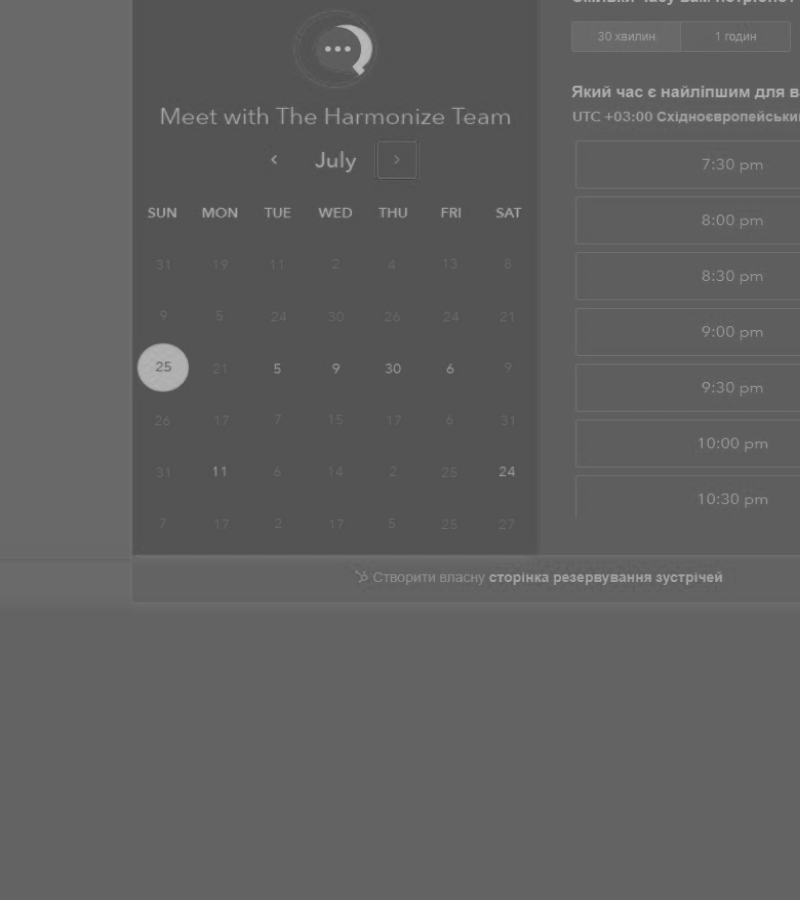 Meet with The Harmonize Team
July
SUN MON TUE WED THU FRI SAT
31 19 11 2 4 13 8
9 5 24 30 26 24 21
25 21 5 9 30 6 9
26 17 7 15 17 6 31
31 11 6 14 2 25 24
7 17 2 17 5 25 27
30 хвилин 1 годин
Який час є найліпшим для
UTC +03:00 Східноєвропейськи
7:30 pm
8:00 pm
8:30 pm
9:00 pm
9:30 pm
10:00 pm
10:30 pm
Створити власну сторінка резервування зустрічей